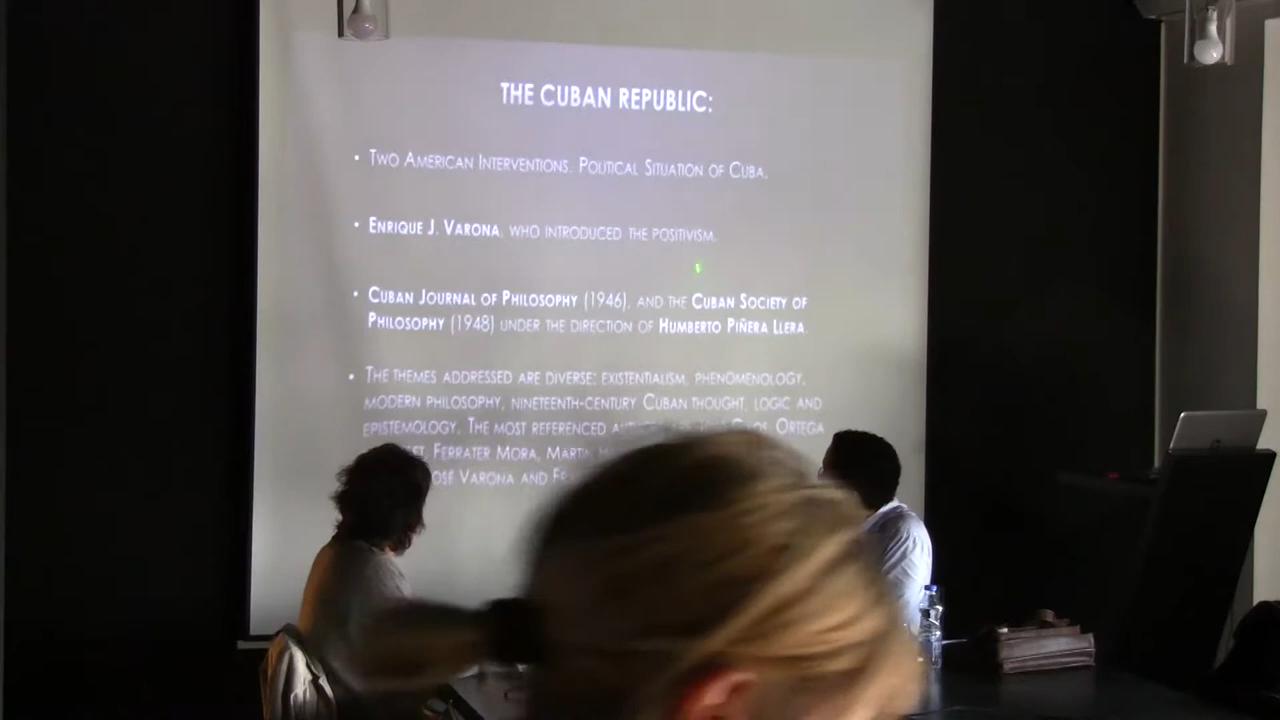 THE CUBAN REPUBLIC:
• TWO AMERICAN INTERVENTIONS. POLITICAL SITUATION OF CUBA.
• ENRIQUE J. VARONA, WHO INTRODUCED THE POSITIVISM.
• CUBAN JOURNAL OF PHILOSOPHY (1946), AND THE CUBAN SOCIETY OF
PHILOSOPHY (1948) UNDER THE DIRECTION OF HUMBERTO PIÑERA LLERA.
• THE THEMES ADDRESSED ARE DIVERSE: EXISTENTIALISM, PHENOMENOLOGY,
MODERN PHILOSOPHY, NINETEENTH-CENTURY CUBAN THOUGHT, LOGIC AND
EPISTEMOLOGY. THE MOST REFERENCED ORTEGA
FERRATER MORA,
VARONA AND